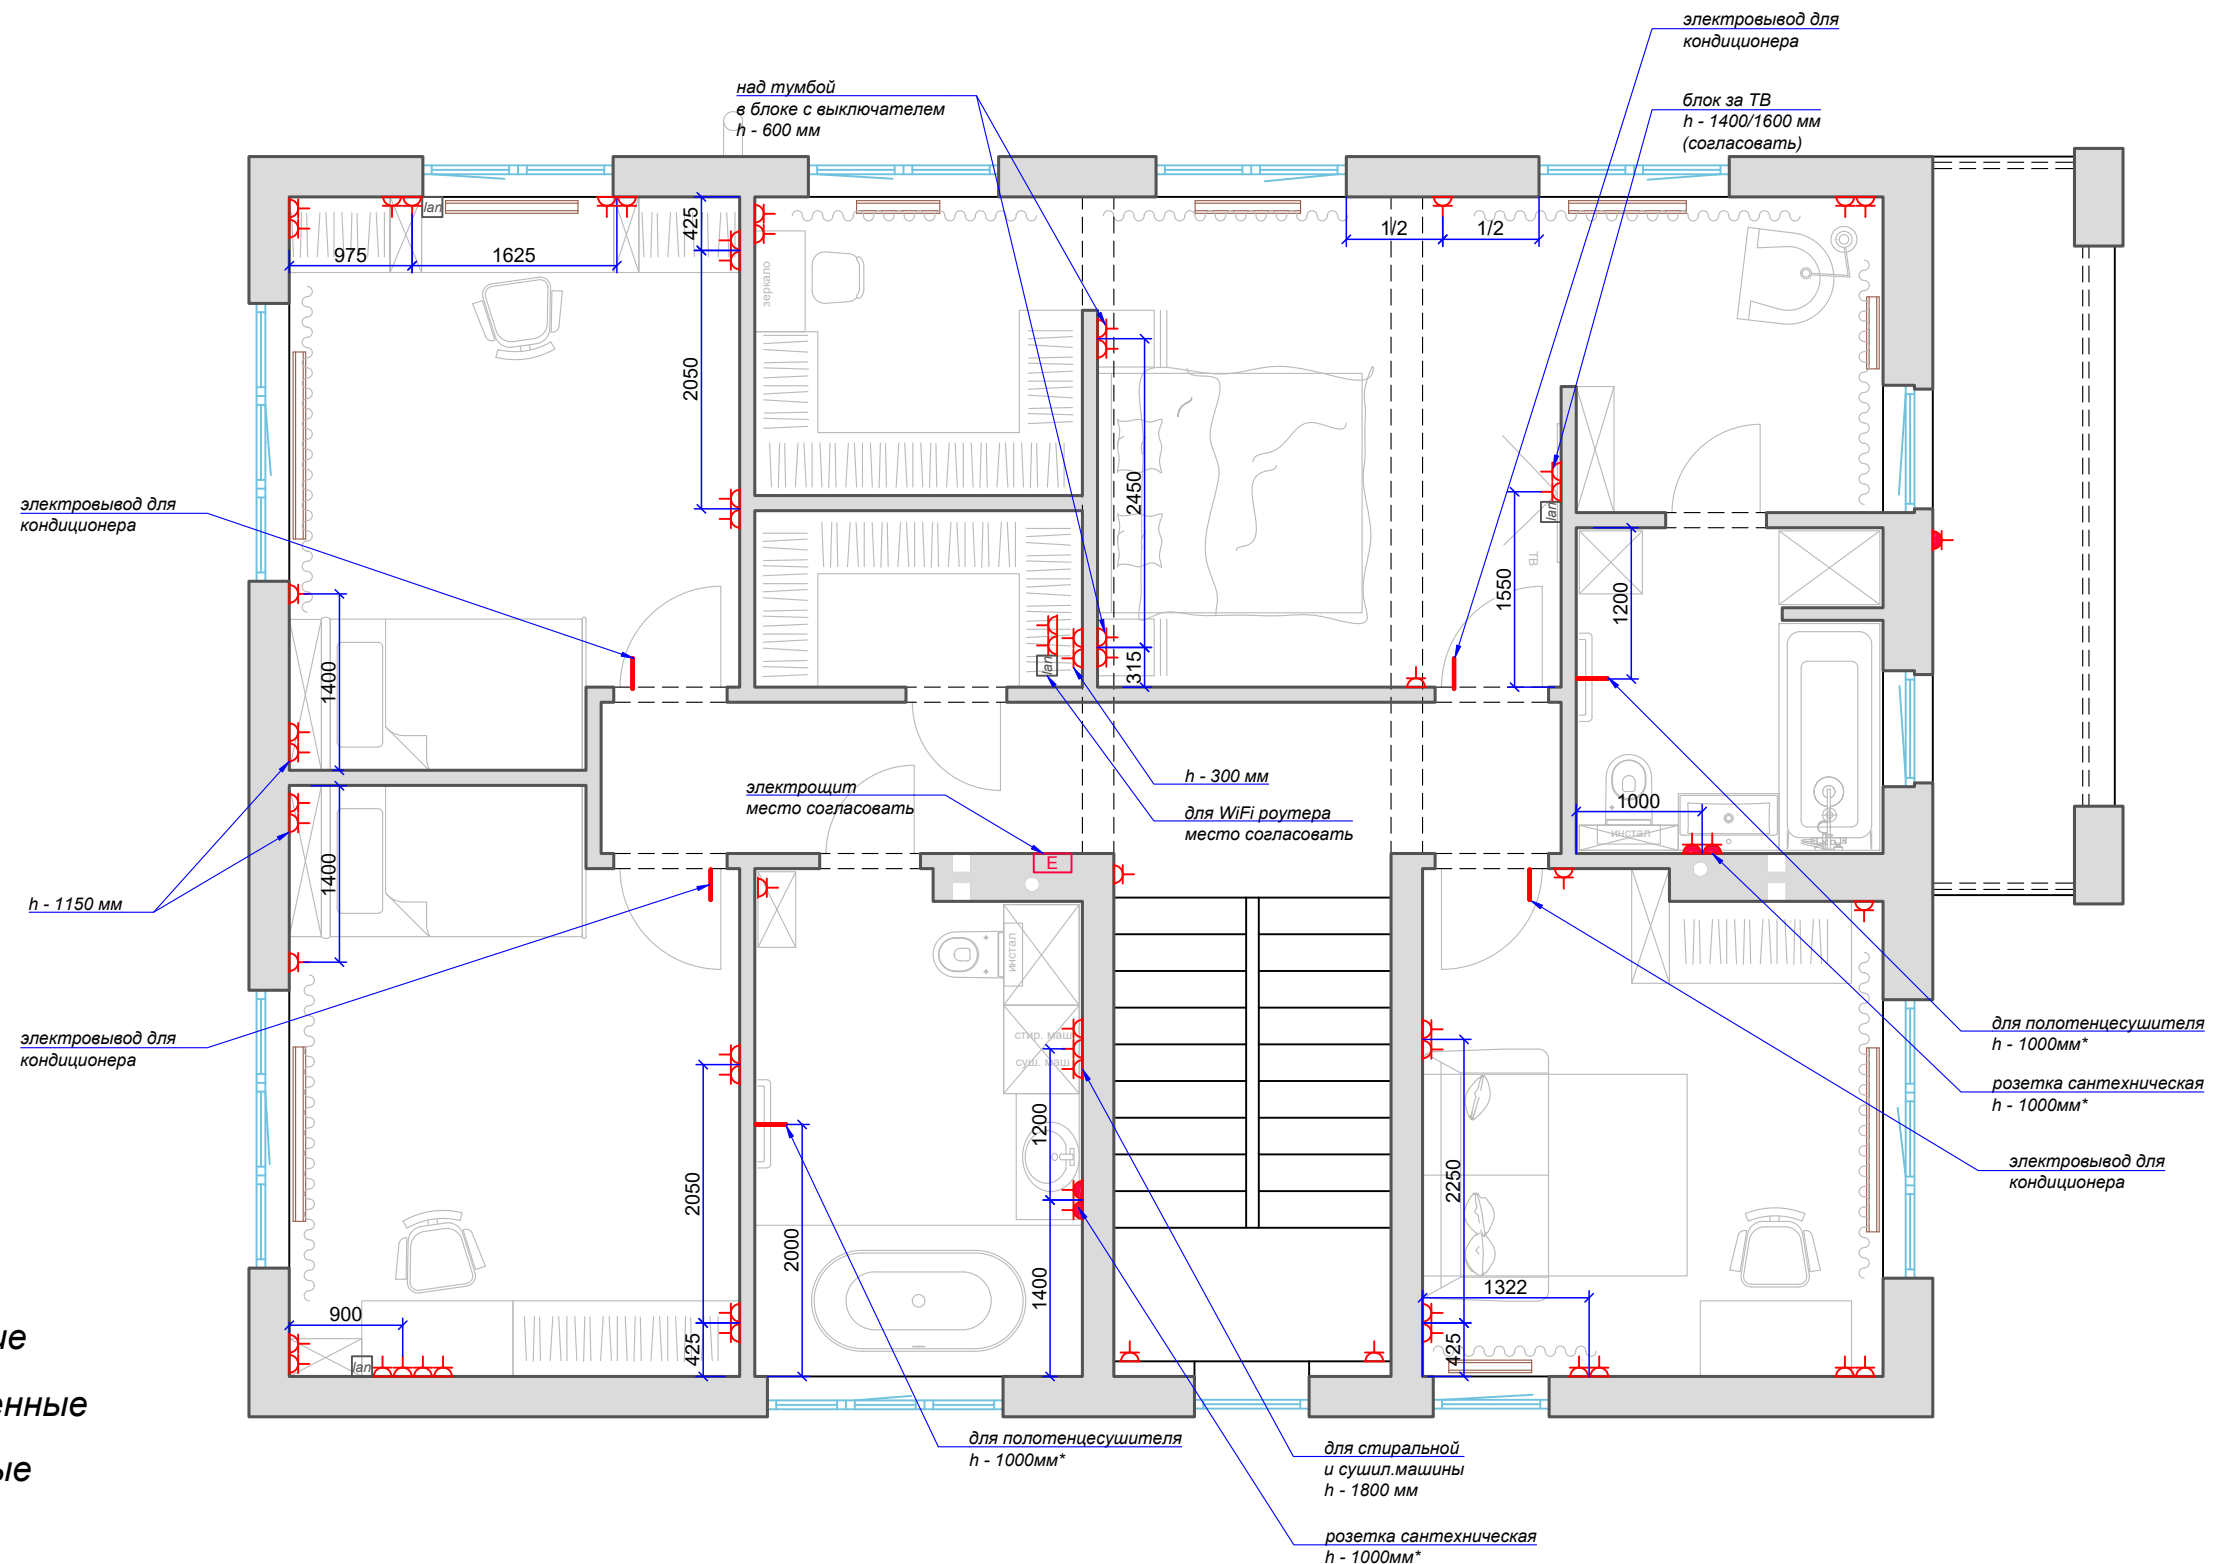 электровывод для
кондиционера
над тумбой
в блоке с выключателем
h - 600 мм
блок за ТВ
h - 1400/1600 мм
(согласовать)
lan
425
975
1625
1/2
1/2
зеркало
2050
2450
lan
ТВ
1550
1200
электровывод для
кондиционера
1400
lan
315
h - 300 мм
для WiFi роутера
место согласовать
электрощит
место согласовать
E
1000
инстал
1400
h - 1150 мм
инстал
стир. маш
суш. маш
электровывод для
кондиционера
для полотенцесушителя
h - 1000мм*
розетка сантехническая
h - 1000мм*
электровывод для
кондиционера
1200
2050
2250
2000
1400
1322
900
425
425
lan
ые
для полотенцесушителя
h - 1000мм*
для стиральной
и сушил.машины
h - 1800 мм
розетка сантехническая
h - 1000мм*